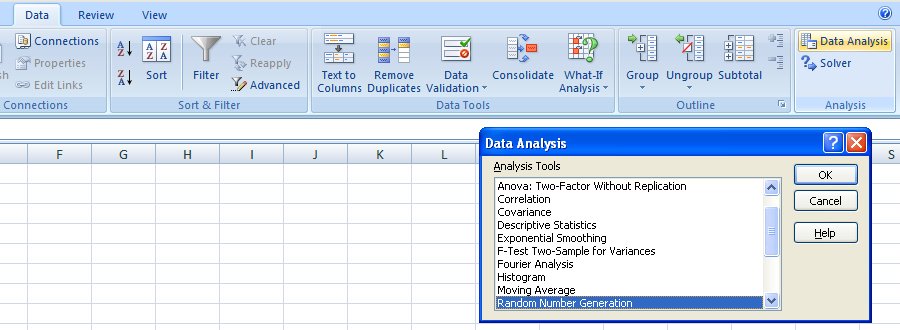 Data Review View
Connections
Properties
Edit Links
Connections
Sort
Filter
Clear
Reapply
Advanced
Sort & Filter
Text to Columns
Remove Duplicates
Data Validation
Consolidate
What-If Analysis
Data Tools
Group
Ungroup
Subtotal
Outline
Data Analysis
Solver
Analysis
F G H I J K L S
Data Analysis
Analysis Tools
Anova: Two-Factor Without Replication
Correlation
Covariance
Descriptive Statistics
Exponential Smoothing
F-Test Two-Sample for Variances
Fourier Analysis
Histogram
Moving Average
Random Number Generation
OK
Cancel
Help